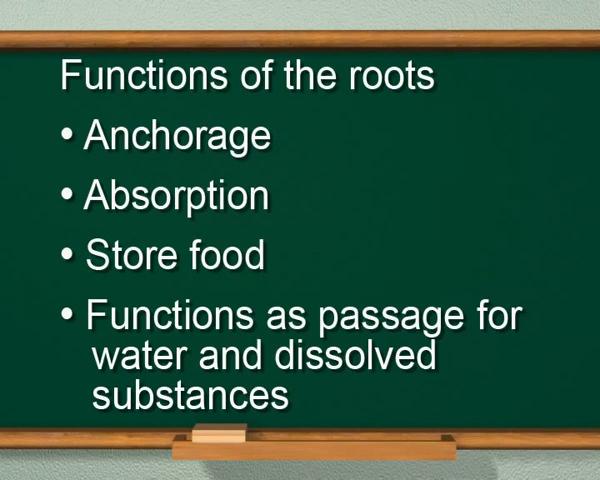 Functions of the roots
• Anchorage
• Absorption
• Store food
• Functions as passage for
water and dissolved
substances